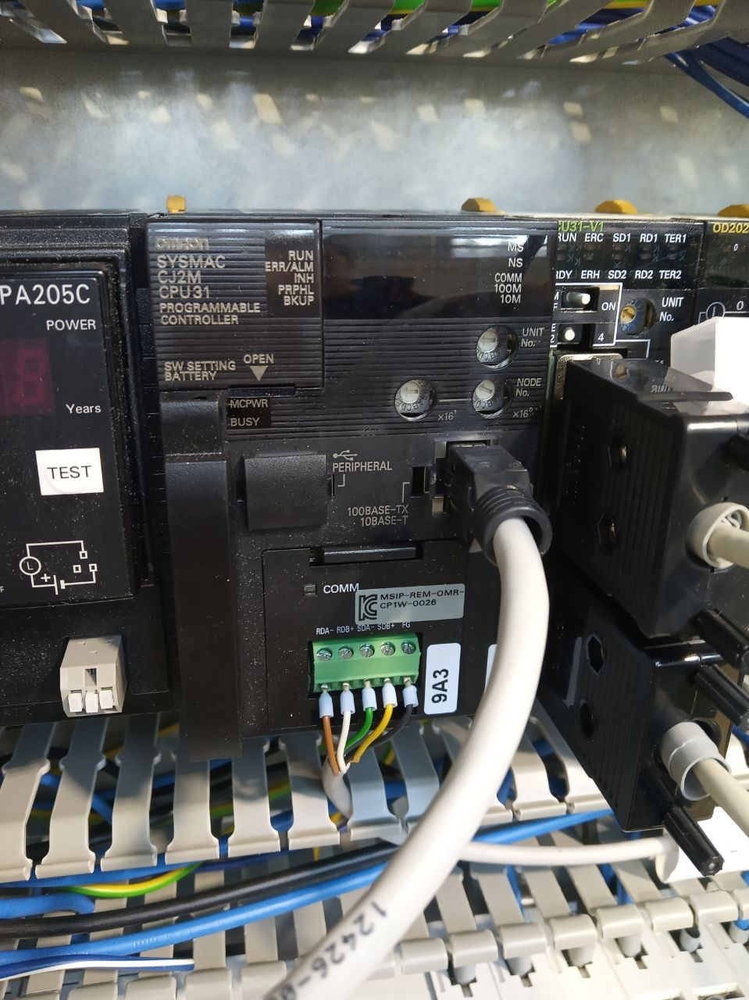 PA205C
POWER
8
Years
TEST
L
+
F
omron
SYSMAC
CJ2M
CPU31
PROGRAMMABLE
CONTROLLER
RUN
ERR/ALM
INH
PRPHL
BKUP
SW SETTING
BATTERY
OPEN
MCPWR
BUSY
MS
NS
COMM
100M
10M
UNIT
No.
NODE
No.
x16¹
x16⁰
PERIPHERAL
100BASE-TX
10BASE-T
COMM
MSIP-REM-OMR-
CP1W-0026
RDA- RDB+ SDA- SDB+ FG
9A3
CU31-V1
RUN ERC SD1 RD1 TER1
RDY ERH SD2 RD2 TER2
ON
4
UNIT
No.
OD202
0
L
0
12426-